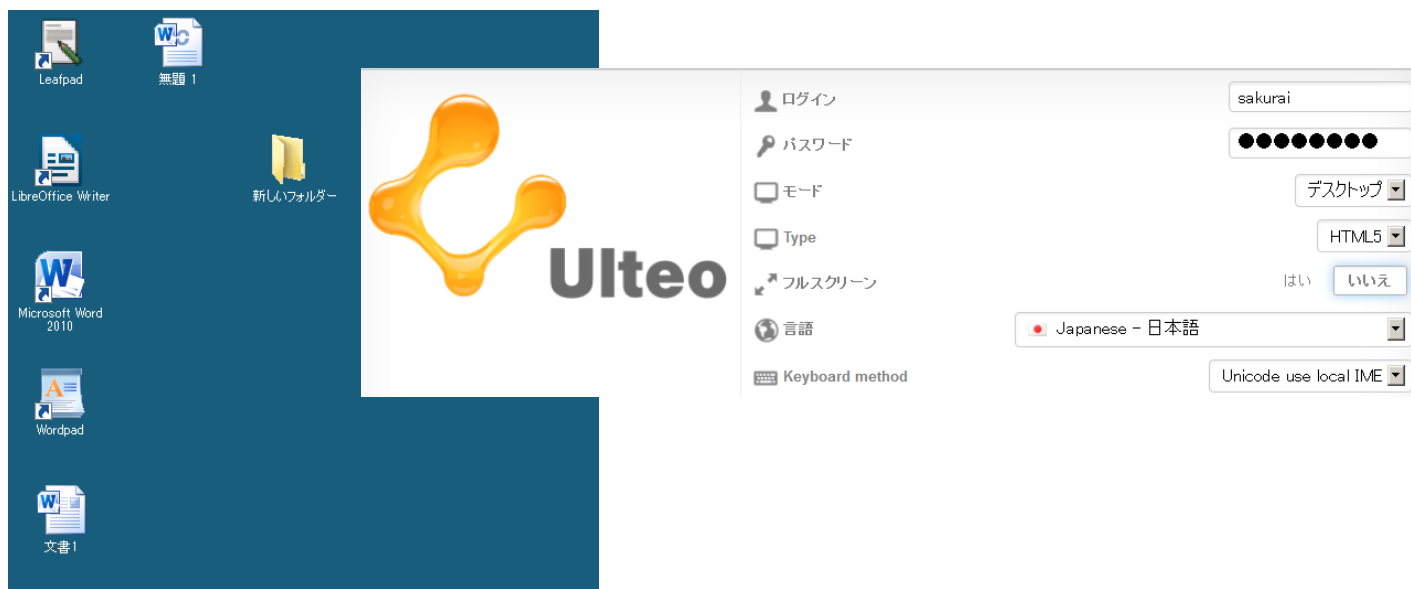 Leafpad
無題 1
LibreOffice Writer
新しいフォルダー
Microsoft Word
2010
Wordpad
文書1
Ulteo
ログイン
sakurai
パスワード
●●●●●●●●
モード
デスクトップ
Type
HTML5
フルスクリーン
はい いいえ
言語
Japanese - 日本語
Keyboard method
Unicode use local IME